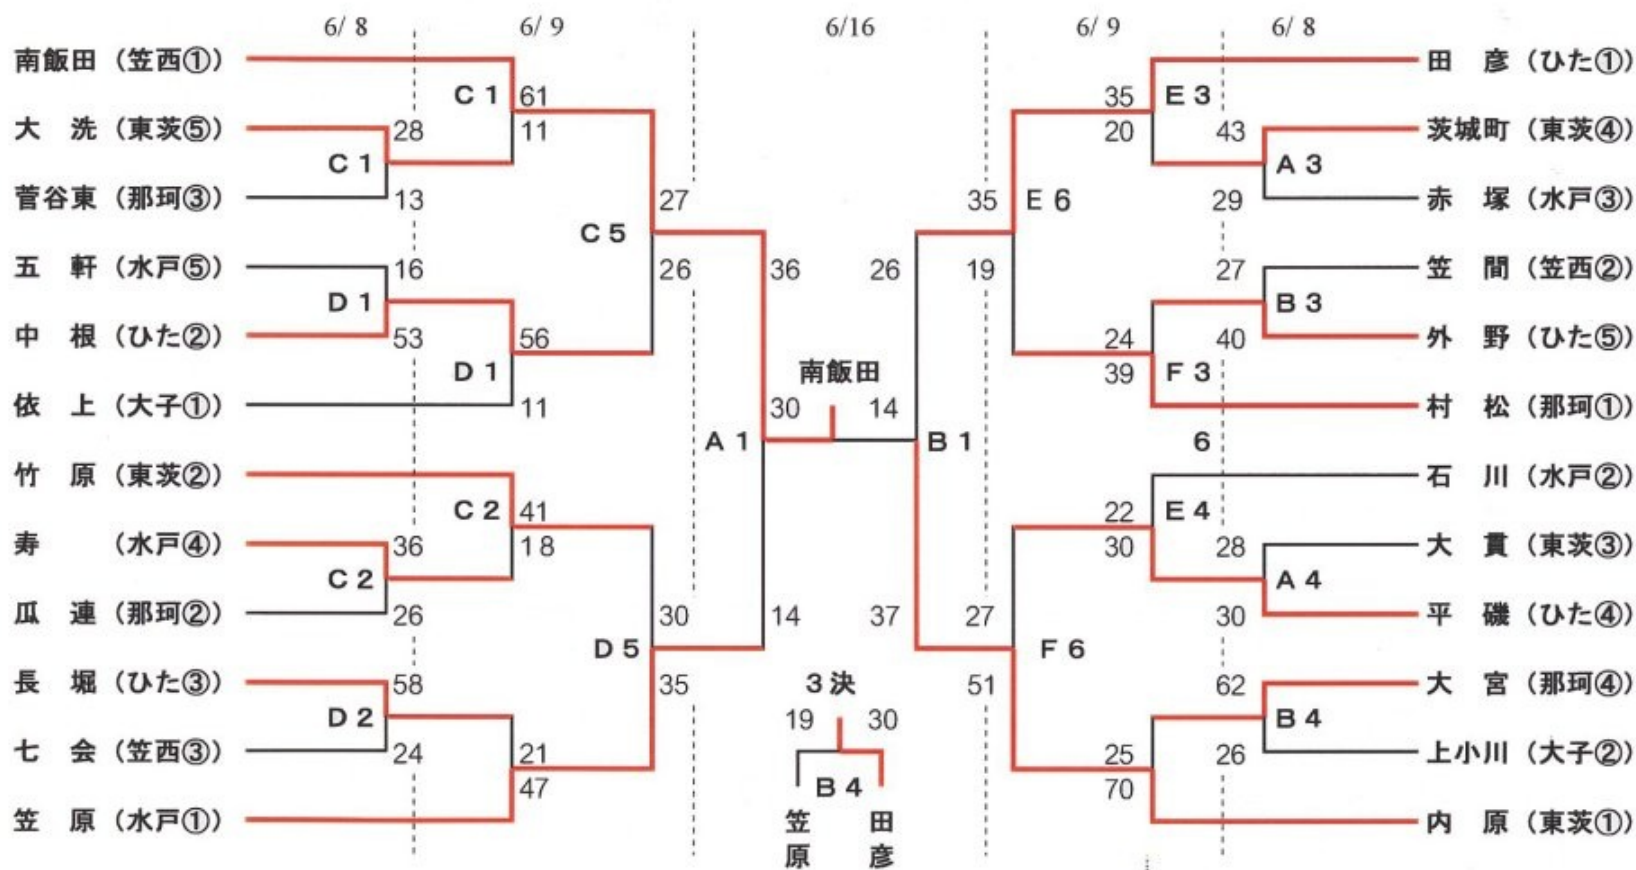 6/ 8 6/ 9 6/16 6/ 9 6/ 8
南飯田 (笠西①) 田 彦 (ひた①)
C 1 61 35 E 3
大 洗 (東茨⑤) 28 11 20 43 茨城町 (東茨④)
C 1 A 3
菅谷東 (那珂③) 13 27 35 E 6 29 赤 塚 (水戸③)
C 5
五 軒 (水戸⑤) 16 26 36 26 19 27 笠 間 (笠西②)
D 1 B 3
中 根 (ひた②) 53 56 24 40 外 野 (ひた⑤)
D 1 南飯田 39 F 3
依 上 (大子①) 11 30 14 村 松 (那珂①)
A 1 B 1 6
竹 原 (東茨②) 石 川 (水戸②)
C 2 41 22 E 4
寿 (水戸④) 36 18 30 28 大 貫 (東茨③)
C 2 A 4
瓜 連 (那珂②) 26 30 14 37 27 30 平 磯 (ひた④)
D 5 F 6
長 堀 (ひた③) 58 35 3決 51 62 大 宮 (那珂④)
D 2 19 30 B 4
七 会 (笠西③) 24 21 25 26 上小川 (大子②)
47 B 4 70
笠 原 (水戸①) 笠原 田彦 内 原 (東茨①)